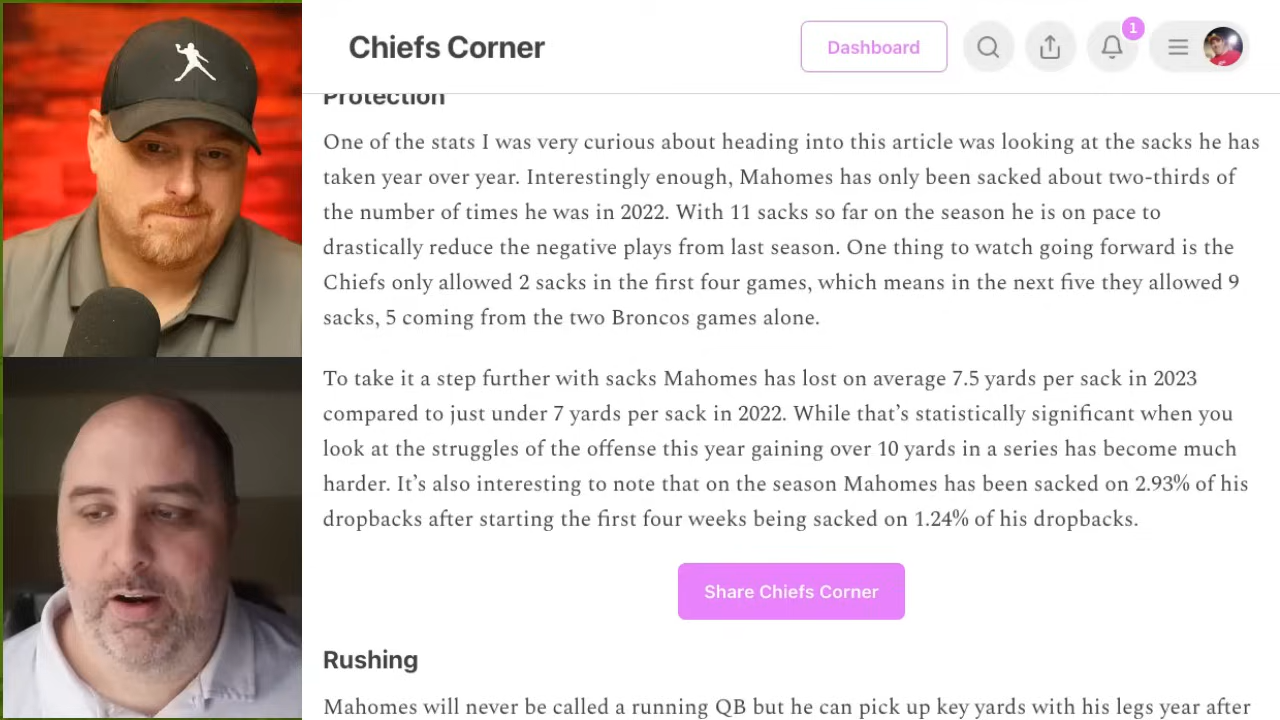 Chiefs Corner
Dashboard
1
Protection
One of the stats I was very curious about heading into this article was looking at the sacks he has
taken year over year. Interestingly enough, Mahomes has only been sacked about two-thirds of
the number of times he was in 2022. With 11 sacks so far on the season he is on pace to
drastically reduce the negative plays from last season. One thing to watch going forward is the
Chiefs only allowed 2 sacks in the first four games, which means in the next five they allowed 9
sacks, 5 coming from the two Broncos games alone.
To take it a step further with sacks Mahomes has lost on average 7.5 yards per sack in 2023
compared to just under 7 yards per sack in 2022. While that’s statistically significant when you
look at the struggles of the offense this year gaining over 10 yards in a series has become much
harder. It’s also interesting to note that on the season Mahomes has been sacked on 2.93% of his
dropbacks after starting the first four weeks being sacked on 1.24% of his dropbacks.
Share Chiefs Corner
Rushing
Mahomes will never be called a running QB but he can pick up key yards with his legs year after